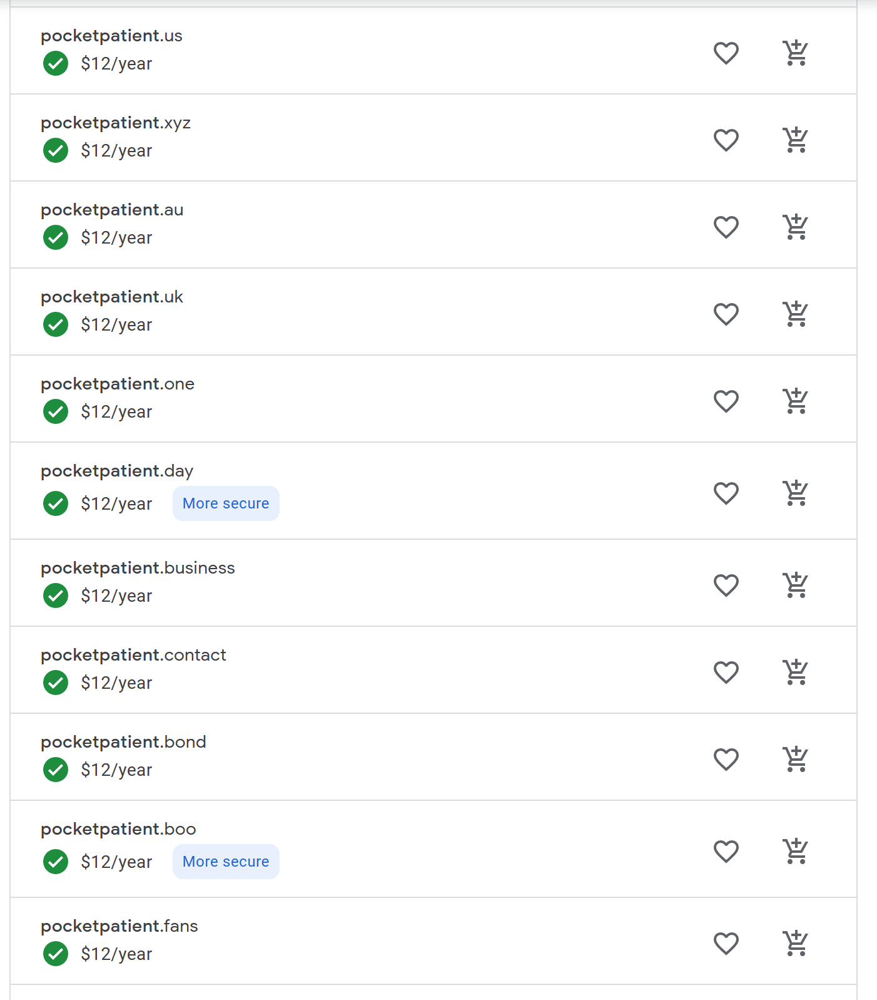 pocketpatient.us
$12/year
pocketpatient.xyz
$12/year
pocketpatient.au
$12/year
pocketpatient.uk
$12/year
pocketpatient.one
$12/year
pocketpatient.day
$12/year More secure
pocketpatient.business
$12/year
pocketpatient.contact
$12/year
pocketpatient.bond
$12/year
pocketpatient.boo
$12/year More secure
pocketpatient.fans
$12/year